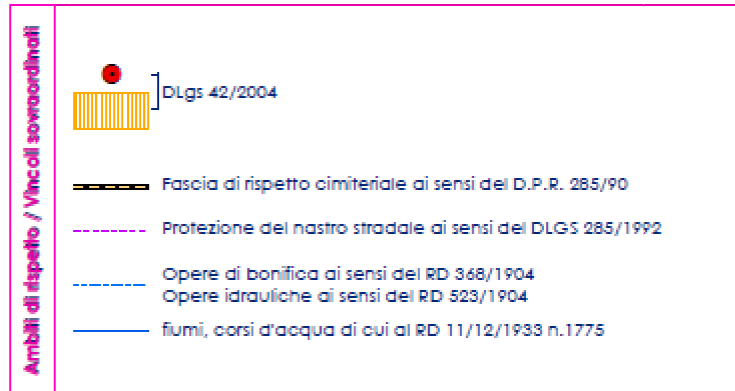 Ambiti di rispetto / Vincoli sovraordinati
DLgs 42/2004
Fascia di rispetto cimiteriale ai sensi del D.P.R. 285/90
Protezione del nastro stradale ai sensi del DLGS 285/1992
Opere di bonifica ai sensi del RD 368/1904
Opere idrauliche ai sensi del RD 523/1904
fiumi, corsi d'acqua di cui al RD 11/12/1933 n.1775